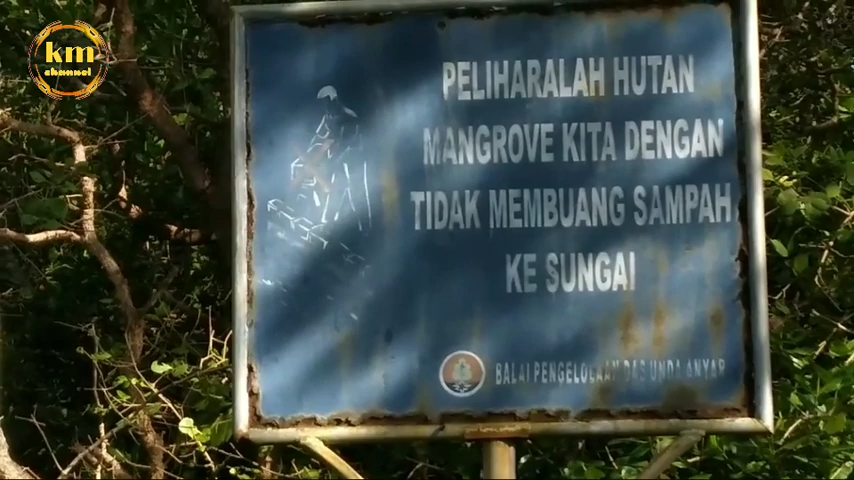 km
channel
PELIHARALAH HUTAN
MANGROVE KITA DENGAN
TIDAK MEMBUANG SAMPAH
KE SUNGAI
BALAI PENGELOLAAN DAS UNDA ANYAR